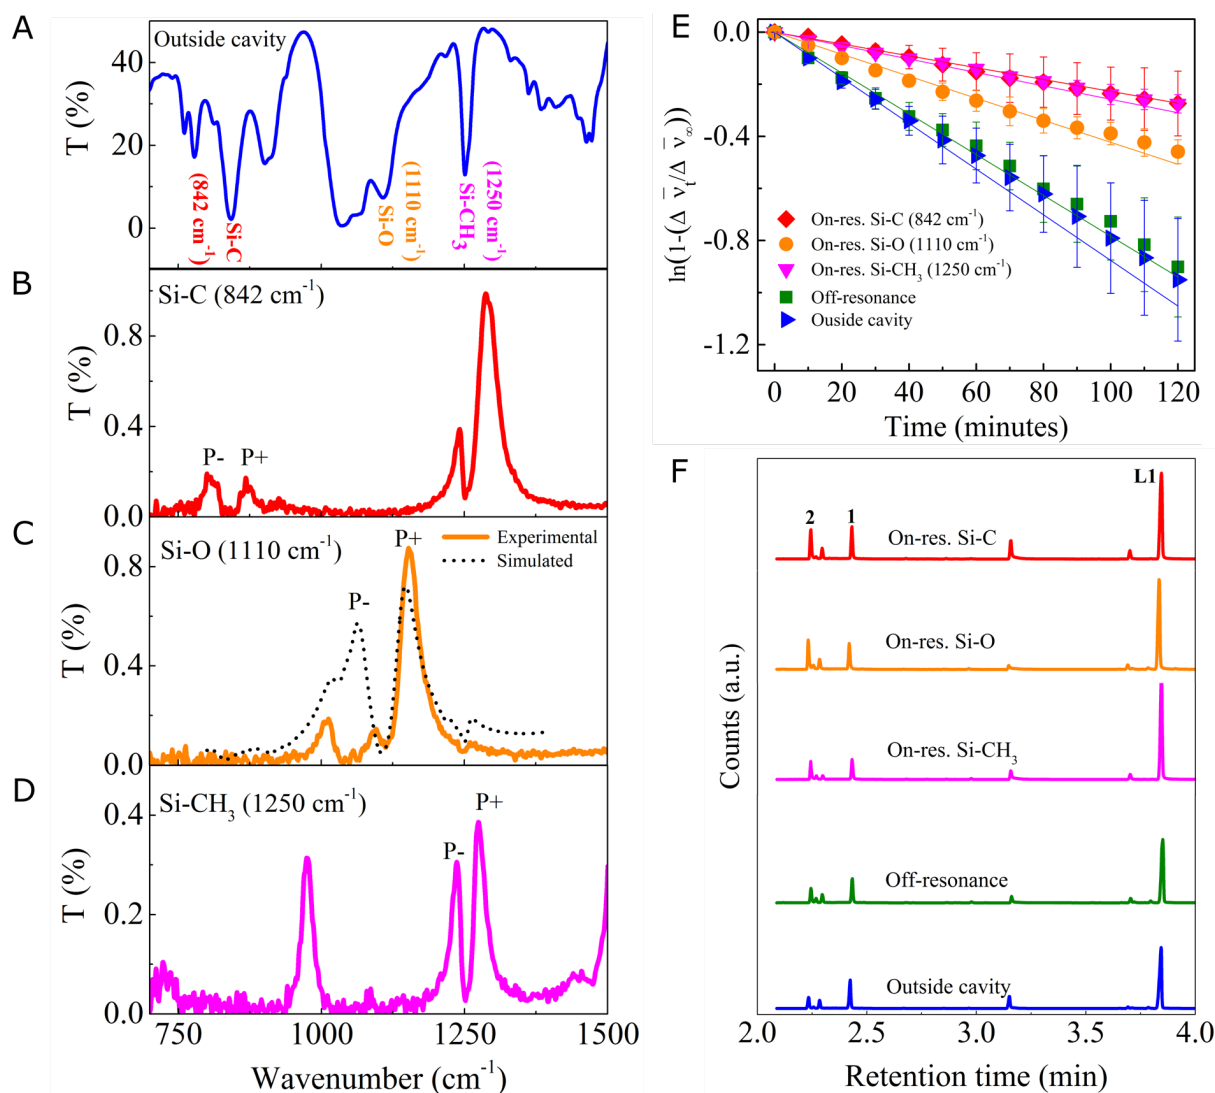 A
Outside cavity
T (%)
40
20
0
(842 cm⁻¹)
Si-C
Si-O
(1110 cm⁻¹)
Si-CH₃
(1250 cm⁻¹)
B
Si-C (842 cm⁻¹)
T (%)
0.8
0.4
0.0
P-
P+
C
Si-O (1110 cm⁻¹)
Experimental
Simulated
T (%)
0.8
0.4
0.0
P-
P+
D
Si-CH₃ (1250 cm⁻¹)
T (%)
0.4
0.2
0.0
P-
P+
750
1000
1250
1500
Wavenumber (cm⁻¹)
E
ln(1-(Δ ν̅ₜ/Δ ν̅∞))
0.0
-0.4
-0.8
-1.2
On-res. Si-C (842 cm⁻¹)
On-res. Si-O (1110 cm⁻¹)
On-res. Si-CH₃ (1250 cm⁻¹)
Off-resonance
Ouside cavity
0
20
40
60
80
100
120
Time (minutes)
F
Counts (a.u.)
2
1
L1
On-res. Si-C
On-res. Si-O
On-res. Si-CH₃
Off-resonance
Outside cavity
2.0
2.5
3.0
3.5
4.0
Retention time (min)